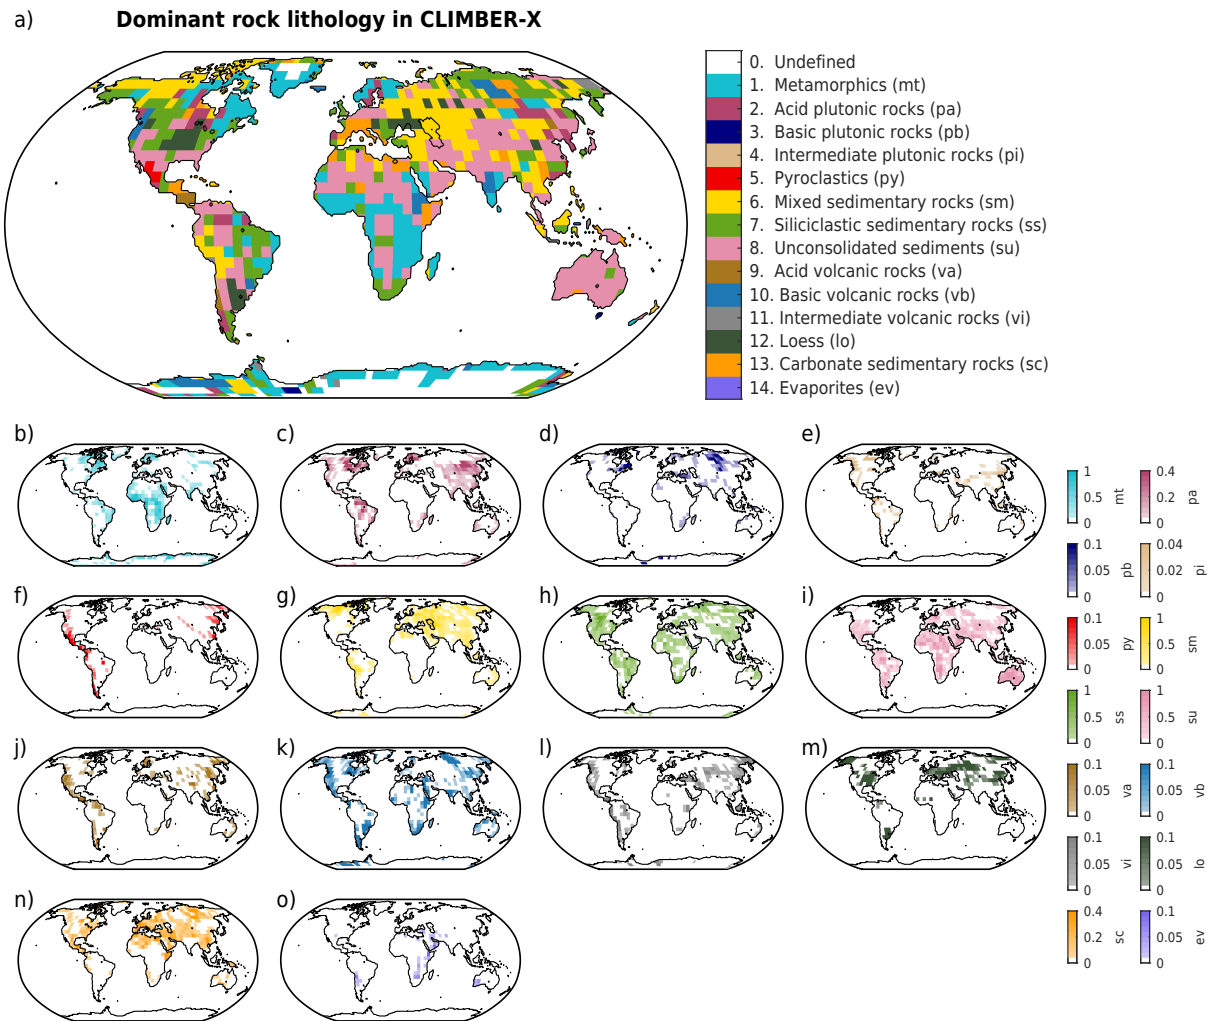 a)
Dominant rock lithology in CLIMBER-X
0. Undefined
1. Metamorphics (mt)
2. Acid plutonic rocks (pa)
3. Basic plutonic rocks (pb)
4. Intermediate plutonic rocks (pi)
5. Pyroclastics (py)
6. Mixed sedimentary rocks (sm)
7. Siliciclastic sedimentary rocks (ss)
8. Unconsolidated sediments (su)
9. Acid volcanic rocks (va)
10. Basic volcanic rocks (vb)
11. Intermediate volcanic rocks (vi)
12. Loess (lo)
13. Carbonate sedimentary rocks (sc)
14. Evaporites (ev)
b)
c)
d)
e)
1
0.5
0
mt
0.4
0.2
0
pa
0.1
0.05
0
pb
0.04
0.02
0
pi
f)
g)
h)
i)
0.1
0.05
0
py
1
0.5
0
sm
1
0.5
0
ss
1
0.5
0
su
j)
k)
l)
m)
0.1
0.05
0
va
0.1
0.05
0
vb
0.1
0.05
0
vi
0.1
0.05
0
lo
n)
o)
0.4
0.2
0
sc
0.1
0.05
0
ev